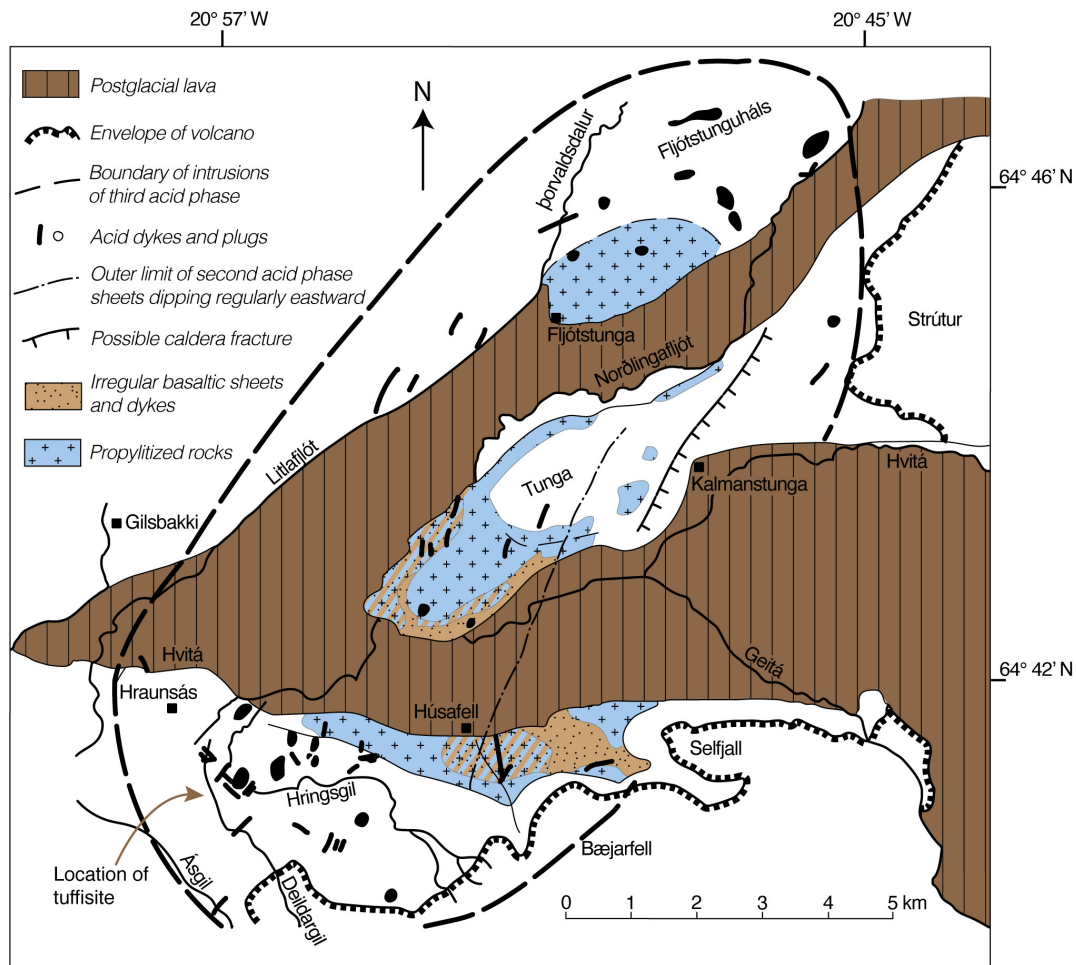 20° 57’ W
20° 45’ W
Postglacial lava
Envelope of volcano
Boundary of intrusions
of third acid phase
Acid dykes and plugs
Outer limit of second acid phase
sheets dipping regularly eastward
Possible caldera fracture
Irregular basaltic sheets
and dykes
Propylitized rocks
N
þorvaldsdalur
Fljótstunguháls
64° 46’ N
Strútur
Fljótstunga
Norðlingafljót
Litlafljót
Tunga
Kalmanstunga
Hvitá
Gilsbakki
Hvitá
Geitá
64° 42’ N
Hraunsás
Húsafell
Selfjall
Hringsgil
Bæjarfell
Location of
tuffisite
Ásgil
Deildargil
0 1 2 3 4 5 km